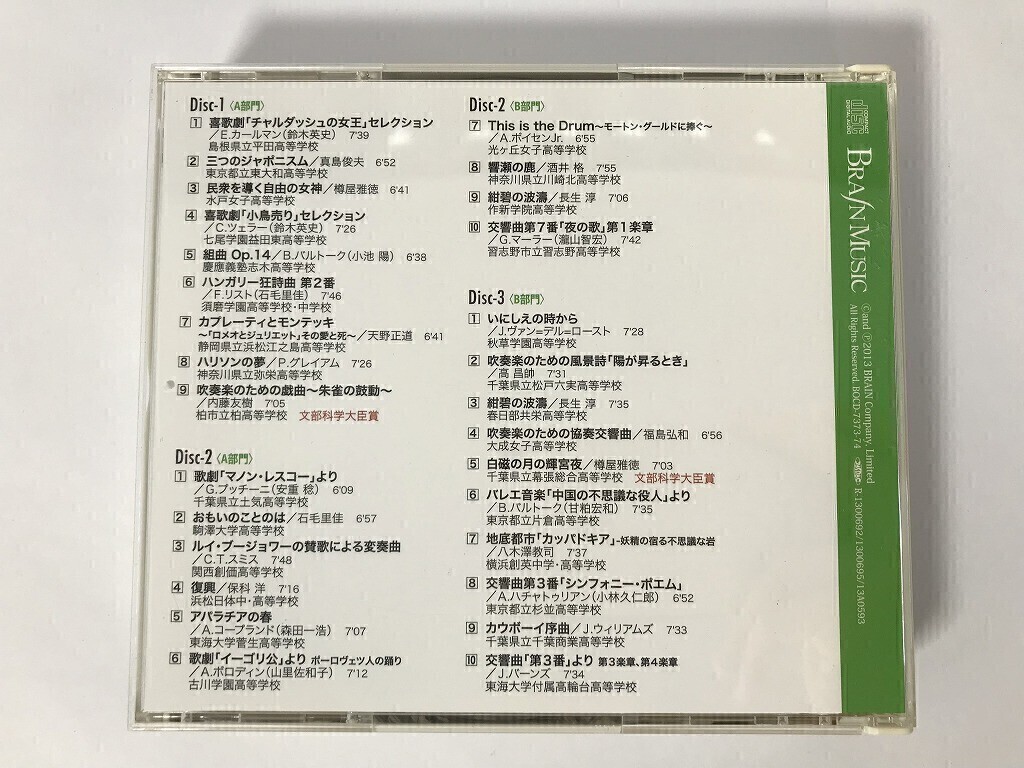 Disc-1〈A部門〉
1 喜歌劇「チャルダッシュの女王」セレクション
／E.カールマン(鈴木英史) 7'39
島根県立平田高等学校
2 三つのジャポニスム／真島俊夫 6'52
東京都立東大和高等学校
3 民衆を導く自由の女神／樽屋雅徳 6'41
水戸女子高等学校
4 喜歌劇「小鳥売り」セレクション
／C.ツェラー(鈴木英史) 7'26
七尾学園益田東高等学校
5 組曲 Op.14／B.バルトーク(小池 陽) 6'38
慶應義塾志木高等学校
6 ハンガリー狂詩曲 第2番
／F.リスト(石毛里佳) 7'46
須磨学園高等学校・中学校
7 カプレーティとモンテッキ
〜「ロメオとジュリエット」その愛と死〜／天野正道 6'41
静岡県立浜松江之島高等学校
8 ハリソンの夢／P.グレイアム 7'26
神奈川県立弥栄高等学校
9 吹奏楽のための戯曲〜朱雀の鼓動〜
／内藤友樹 7'05
柏市立柏高等学校 文部科学大臣賞
Disc-2〈A部門〉
1 歌劇「マノン・レスコー」より
／G.プッチーニ(安重 稔) 6'09
千葉県立土気高等学校
2 おもいのことのは／石毛里佳 6'57
駒澤大学高等学校
3 ルイ・ブージョワーの賛歌による変奏曲
／C.T.スミス 7'48
関西創価高等学校
4 復興／保科 洋 7'16
浜松日体中・高等学校
5 アパラチアの春
／A.コープランド(森田一浩) 7'07
東海大学菅生高等学校
6 歌劇「イーゴリ公」より ポーロヴェツ人の踊り
／A.ボロディン(山里佐和子) 7'12
古川学園高等学校
Disc-2〈B部門〉
7 This is the Drum〜モートン・グールドに捧ぐ〜
／A.ボイセンJr. 6'55
光ヶ丘女子高等学校
8 響瀬の鹿／酒井 格 7'55
神奈川県立川崎北高等学校
9 紺碧の波濤／長生 淳 7'06
作新学院高等学校
10 交響曲第7番「夜の歌」第1楽章
／G.マーラー(瀧山智宏) 7'42
習志野市立習志野高等学校
Disc-3〈B部門〉
1 いにしえの時から
／J.ヴァン=デル=ロースト 7'28
秋草学園高等学校
2 吹奏楽のための風景詩「陽が昇るとき」
／高 昌帥 7'31
千葉県立松戸六実高等学校
3 紺碧の波濤／長生 淳 7'35
春日部共栄高等学校
4 吹奏楽のための協奏交響曲／福島弘和 6'56
大成女子高等学校
5 白磁の月の輝宮夜／樽屋雅徳 7'03
千葉県立幕張総合高等学校 文部科学大臣賞
6 バレエ音楽「中国の不思議な役人」より
／B.バルトーク(甘粕宏和) 7'35
東京都立片倉高等学校
7 地底都市「カッパドキア」-妖精の宿る不思議な岩
／八木澤教司 7'37
横浜創英中学・高等学校
8 交響曲第3番「シンフォニー・ポエム」
／A.ハチャトゥリアン(小林久仁郎) 6'52
東京都立杉並高等学校
9 カウボーイ序曲／J.ウィリアムズ 7'33
千葉県立千葉商業高等学校
10 交響曲「第3番」より 第3楽章、第4楽章
／J.バーンズ 7'34
東海大学付属高輪台高等学校
COMPACT
disc
DIGITAL AUDIO
BRAIN MUSIC
©and Ⓟ2013 BRAIN Company, Limited
All Rights Reserved. BOCD-7373-74 R-1300692/1300695/13A0593